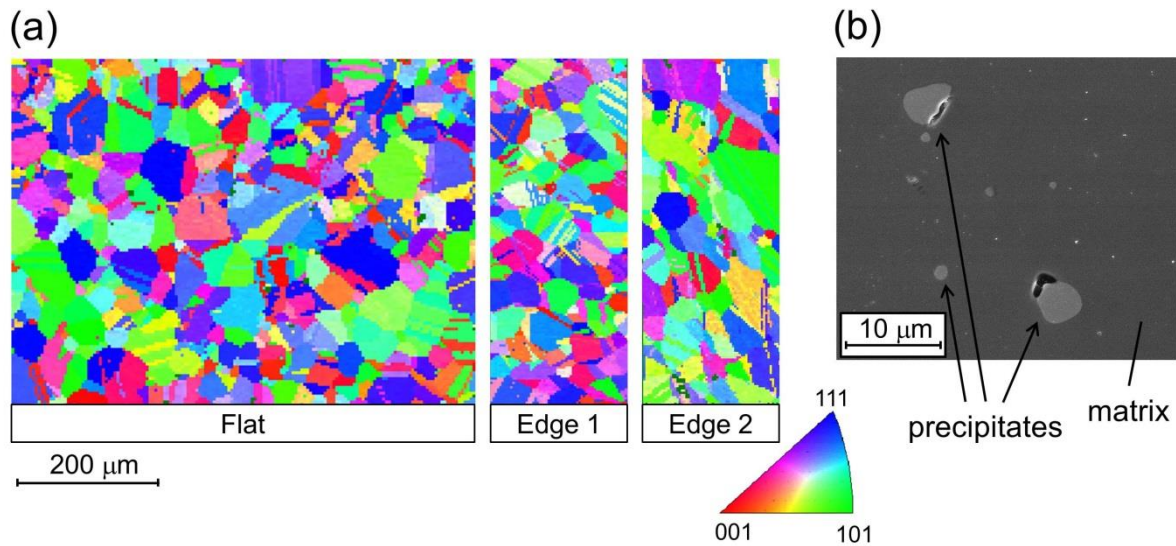 (a)
(b)
Flat
Edge 1
Edge 2
200 μm
111
001
101
10 μm
precipitates
matrix